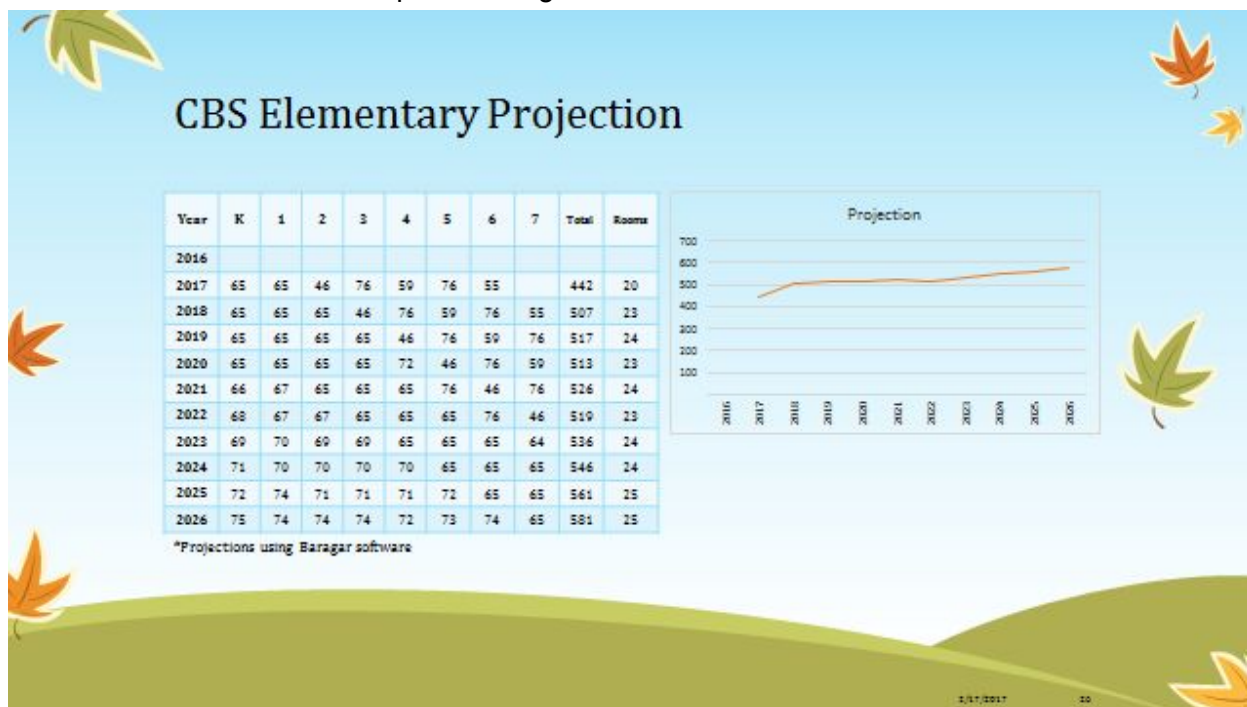 CBS Elementary Projection
Year K 1 2 3 4 5 6 7 Total Rooms
2016
2017 65 65 46 76 59 76 55 442 20
2018 65 65 65 46 76 59 76 55 507 23
2019 65 65 65 65 46 76 59 76 517 24
2020 65 65 65 65 72 46 76 59 513 23
2021 66 67 65 65 65 76 46 76 526 24
2022 68 67 67 65 65 65 76 46 519 23
2023 69 70 69 69 65 65 65 64 536 24
2024 71 70 70 70 70 65 65 65 546 24
2025 72 74 71 71 71 72 65 65 561 25
2026 75 74 74 74 72 73 74 65 581 25
*Projections using Baragar software
Projection
700
600
500
400
300
200
100
2016 2017 2018 2019 2020 2021 2022 2023 2024 2025 2026